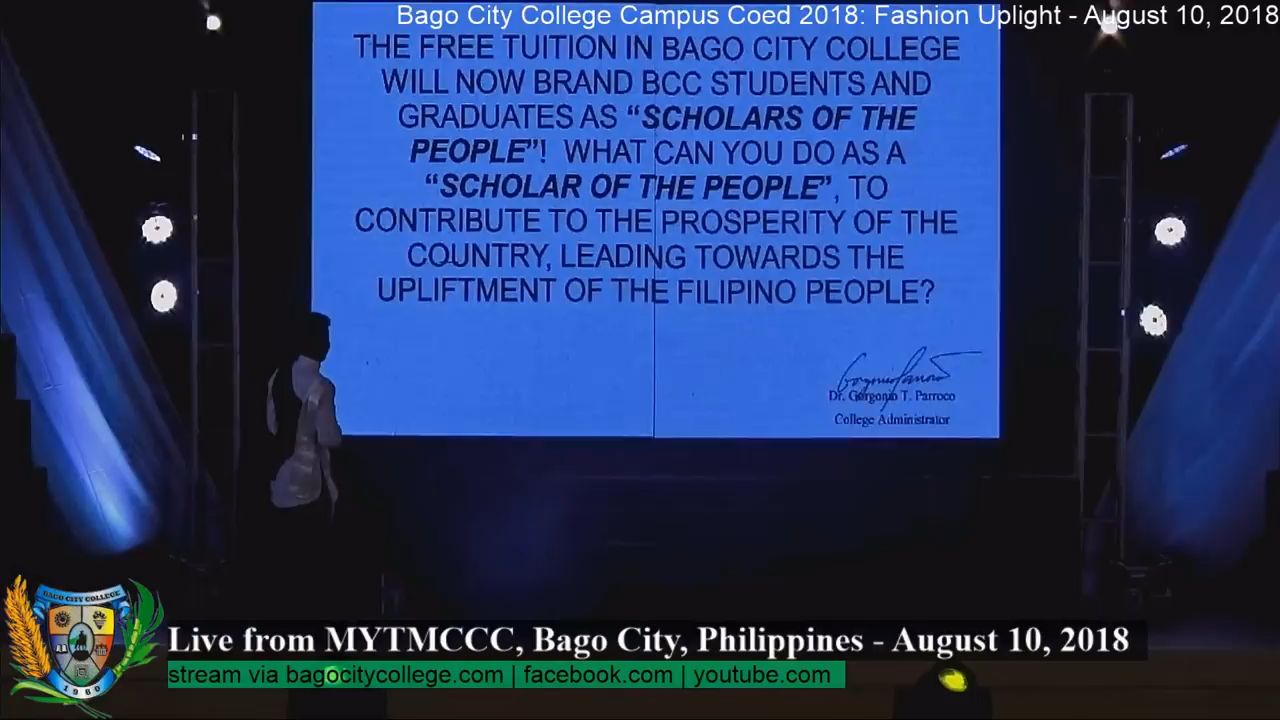 Bago City College Campus Coed 2018: Fashion Uplight - August 10, 2018
THE FREE TUITION IN BAGO CITY COLLEGE
WILL NOW BRAND BCC STUDENTS AND
GRADUATES AS “SCHOLARS OF THE
PEOPLE”! WHAT CAN YOU DO AS A
“SCHOLAR OF THE PEOPLE”, TO
CONTRIBUTE TO THE PROSPERITY OF THE
COUNTRY, LEADING TOWARDS THE
UPLIFTMENT OF THE FILIPINO PEOPLE?
Dr. Gorgonio T. Parroco
College Administrator
BAGO CITY COLLEGE
1980
Live from MYTMCCC, Bago City, Philippines - August 10, 2018
stream via bagocitycollege.com | facebook.com | youtube.com